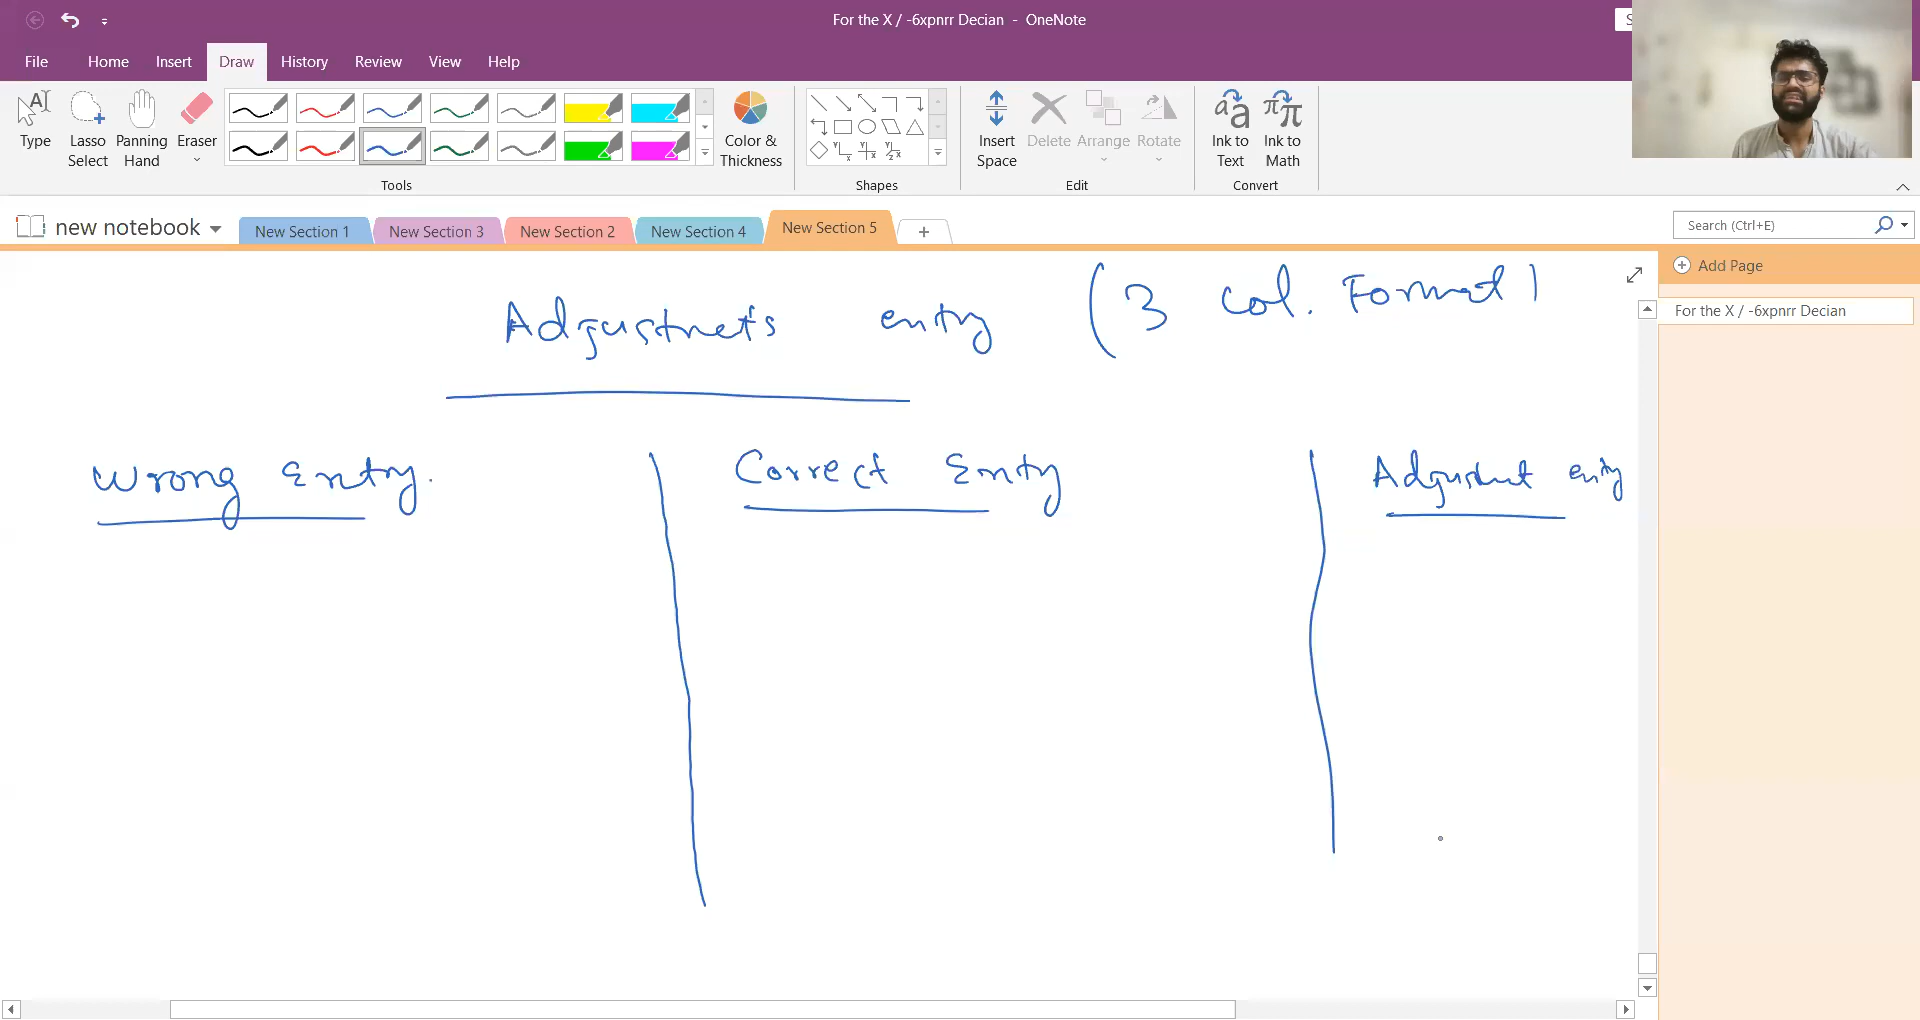 For the X / -6xpnrr Decian - OneNote
File Home Insert Draw History Review View Help
Type
Lasso Select
Panning Hand
Eraser
Color & Thickness
Insert Space
Delete
Arrange
Rotate
Ink to Text
Ink to Math
Tools
Shapes
Edit
Convert
new notebook
New Section 1
New Section 3
New Section 2
New Section 4
New Section 5
Search (Ctrl+E)
Add Page
For the X / -6xpnrr Decian
Adjustnets entry (3 col. Format)
Wrong Entry.
Correct Entry
Adjustnt entry